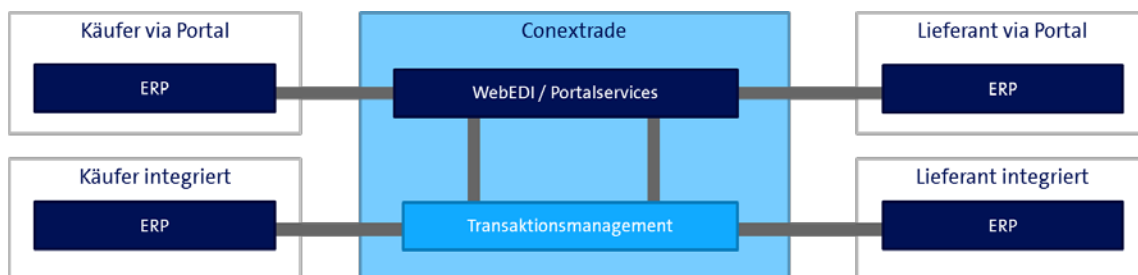 Käufer via Portal
ERP
Conextrade
WebEDI / Portalservices
Lieferant via Portal
ERP
Käufer integriert
ERP
Transaktionsmanagement
Lieferant integriert
ERP